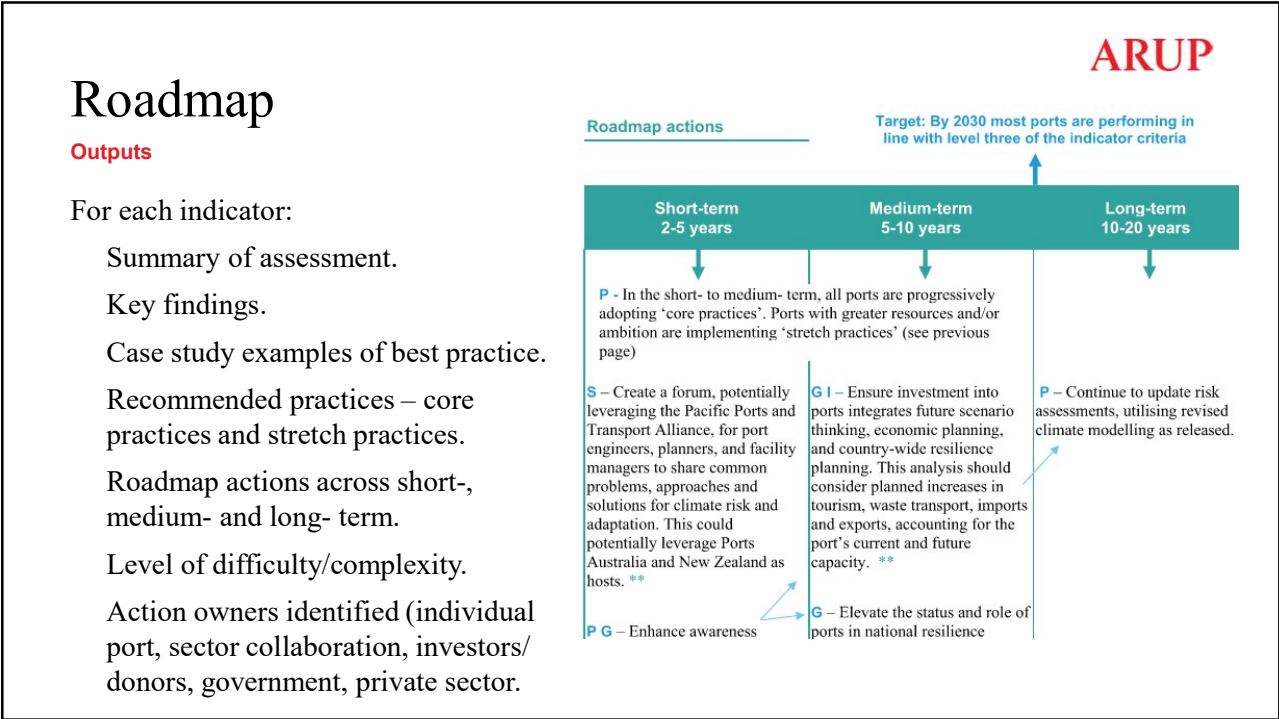 ARUP
Roadmap
Outputs
For each indicator:
Summary of assessment.
Key findings.
Case study examples of best practice.
Recommended practices – core
practices and stretch practices.
Roadmap actions across short-,
medium- and long- term.
Level of difficulty/complexity.
Action owners identified (individual
port, sector collaboration, investors/
donors, government, private sector.
Roadmap actions
Target: By 2030 most ports are performing in
line with level three of the indicator criteria
Short-term
2-5 years
Medium-term
5-10 years
Long-term
10-20 years
P - In the short- to medium- term, all ports are progressively
adopting ‘core practices’. Ports with greater resources and/or
ambition are implementing ‘stretch practices’ (see previous
page)
S – Create a forum, potentially
leveraging the Pacific Ports and
Transport Alliance, for port
engineers, planners, and facility
managers to share common
problems, approaches and
solutions for climate risk and
adaptation. This could
potentially leverage Ports
Australia and New Zealand as
hosts. **
P G – Enhance awareness
G I – Ensure investment into
ports integrates future scenario
thinking, economic planning,
and country-wide resilience
planning. This analysis should
consider planned increases in
tourism, waste transport, imports
and exports, accounting for the
port’s current and future
capacity. **
G – Elevate the status and role of
ports in national resilience
P – Continue to update risk
assessments, utilising revised
climate modelling as released.